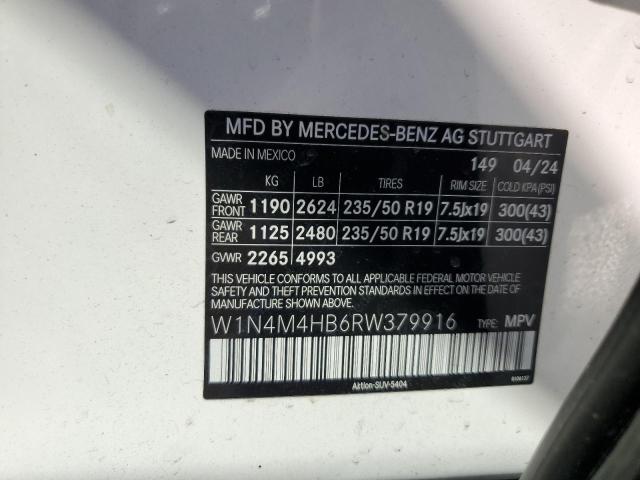 MFD BY MERCEDES-BENZ AG STUTTGART
MADE IN MEXICO 149 04/24
KG LB TIRES RIM SIZE COLD KPA(PSI)
GAWR FRONT 1190 2624 235/50 R19 7.5Jx19 300(43)
GAWR REAR 1125 2480 235/50 R19 7.5Jx19 300(43)
GVWR 2265 4993
THIS VEHICLE CONFORMS TO ALL APPLICABLE FEDERAL MOTOR VEHICLE
SAFETY AND THEFT PREVENTION STANDARDS IN EFFECT ON THE DATE OF
MANUFACTURE SHOWN ABOVE.
W1N4M4HB6RW379916 TYPE: MPV
Aktion-SUV-5404